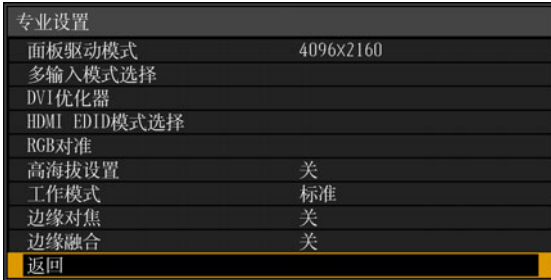 专业设置
面板驱动模式 4096X2160
多输入模式选择
DVI优化器
HDMI EDID模式选择
RGB对准
高海拔设置 关
工作模式 标准
边缘对焦 关
边缘融合 关
返回